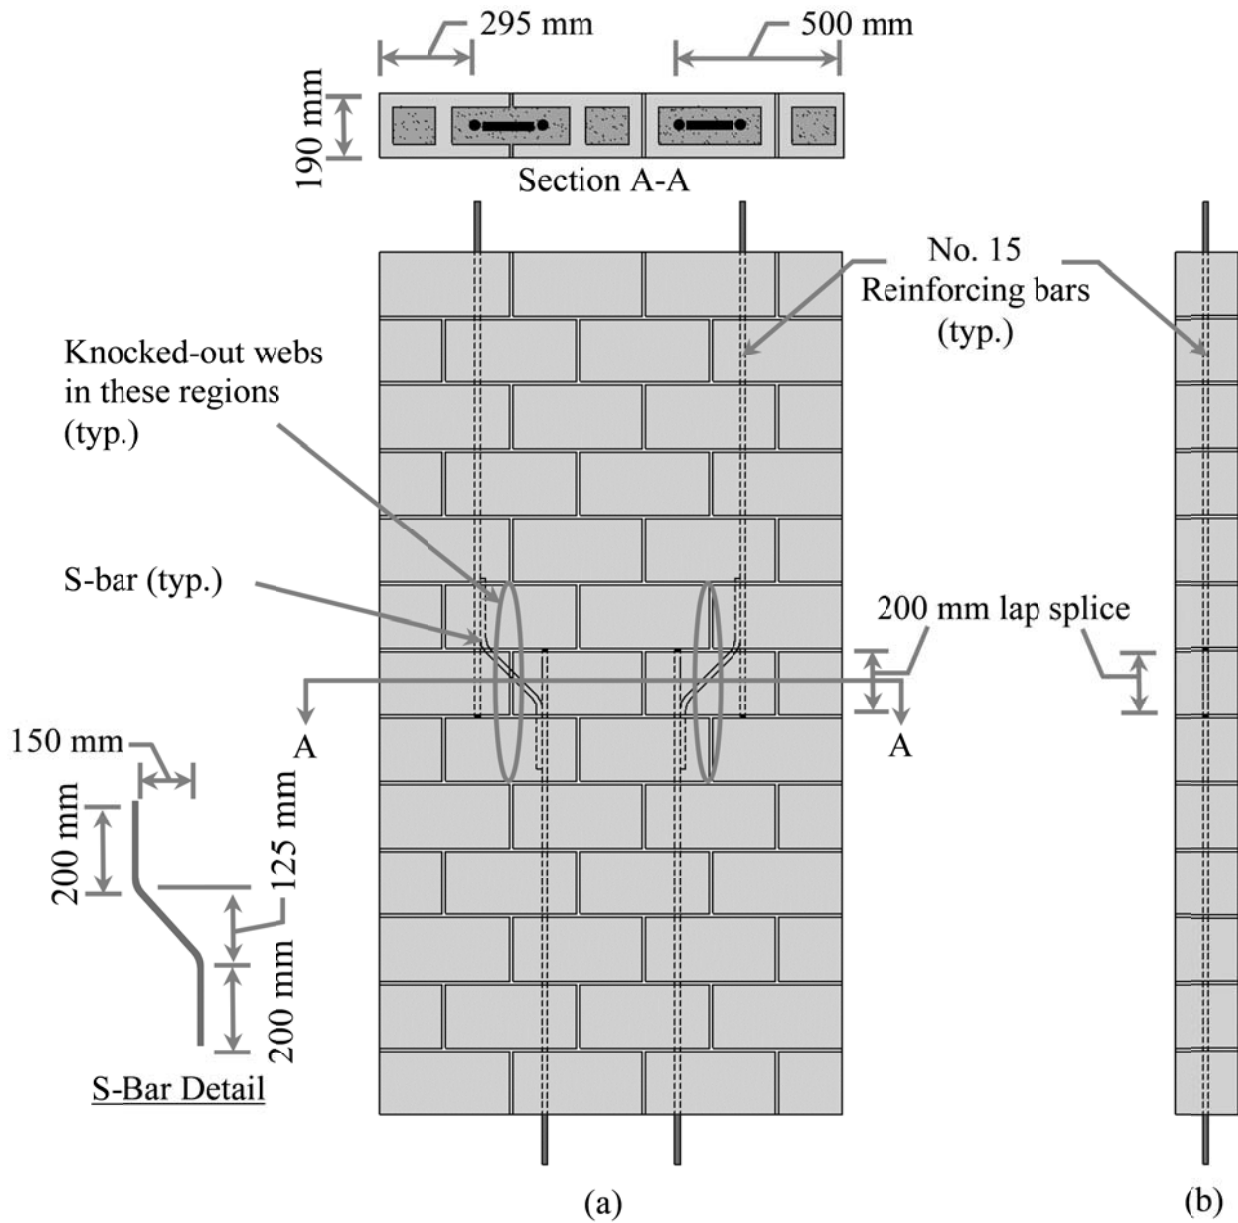 295 mm
500 mm
190 mm
Section A-A
No. 15
Reinforcing bars
(typ.)
Knocked-out webs
in these regions
(typ.)
S-bar (typ.)
200 mm lap splice
A
A
150 mm
200 mm
125 mm
200 mm
S-Bar Detail
(a)
(b)